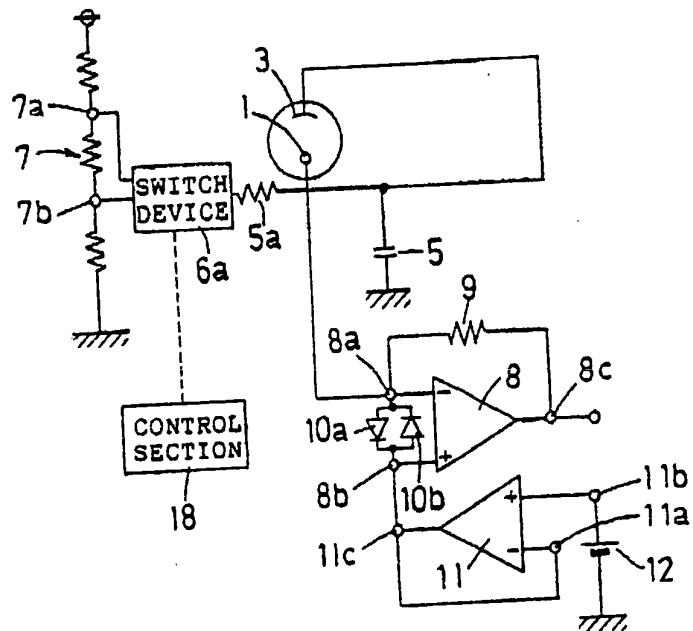 3
1
7a
7
7b
SWITCH
DEVICE
6a
5a
5
9
8a
8
8c
10a
10b
8b
CONTROL
SECTION
18
11b
11a
11c
11
12